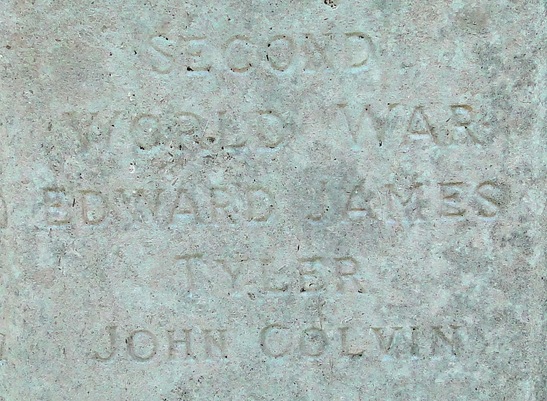 SECOND
WORLD WAR
EDWARD JAMES
TYLER
JOHN COLVIN